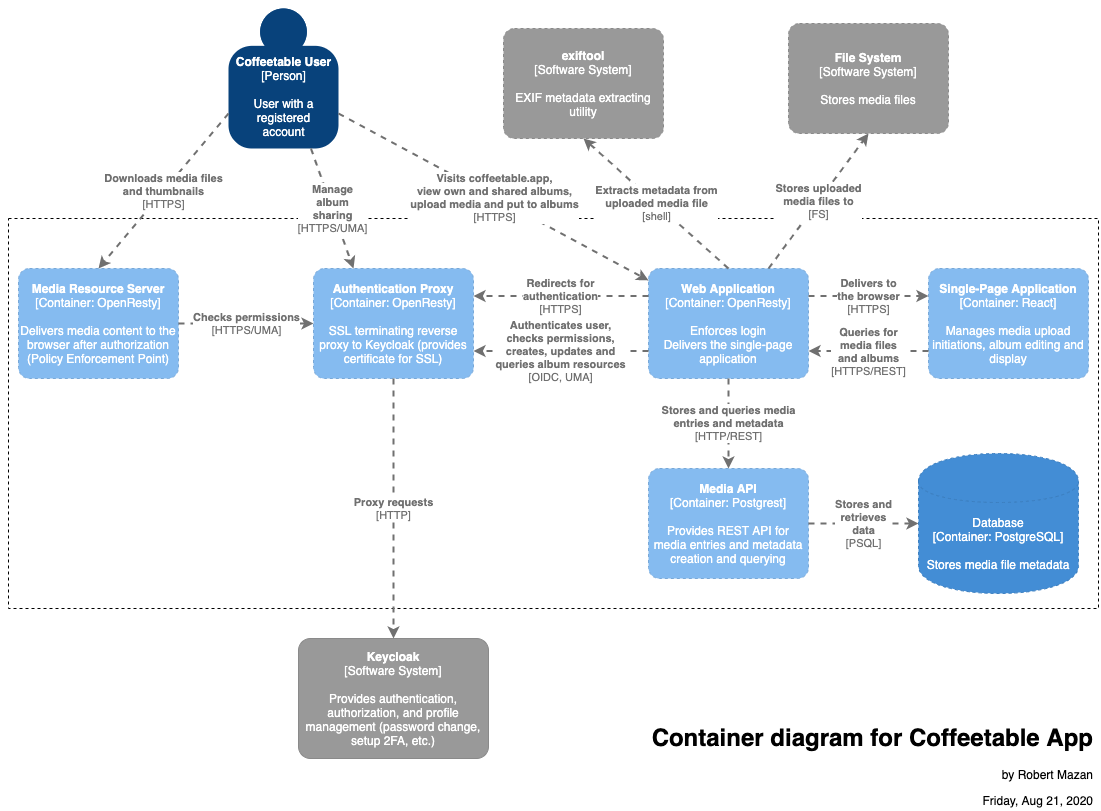 Coffeetable User
[Person]
User with a
registered
account
exiftool
[Software System]
EXIF metadata extracting
utility
File System
[Software System]
Stores media files
Downloads media files
and thumbnails
[HTTPS]
Manage
album
sharing
[HTTPS/UMA]
Visits coffeetable.app,
view own and shared albums,
upload media and put to albums
[HTTPS]
Extracts metadata from
uploaded media file
[shell]
Stores uploaded
media files to
[FS]
Media Resource Server
[Container: OpenResty]
Delivers media content to the
browser after authorization
(Policy Enforcement Point)
Checks permissions
[HTTPS/UMA]
Authentication Proxy
[Container: OpenResty]
SSL terminating reverse
proxy to Keycloak (provides
certificate for SSL)
Redirects for
authentication
[HTTPS]
Authenticates user,
checks permissions,
creates, updates and
queries album resources
[OIDC, UMA]
Web Application
[Container: OpenResty]
Enforces login
Delivers the single-page
application
Delivers to
the browser
[HTTPS]
Queries for
media files
and albums
[HTTPS/REST]
Single-Page Application
[Container: React]
Manages media upload
initiations, album editing and
display
Stores and queries media
entries and metadata
[HTTP/REST]
Proxy requests
[HTTP]
Media API
[Container: Postgrest]
Provides REST API for
media entries and metadata
creation and querying
Stores and
retrieves
data
[PSQL]
Database
[Container: PostgreSQL]
Stores media file metadata
Keycloak
[Software System]
Provides authentication,
authorization, and profile
management (password change,
setup 2FA, etc.)
Container diagram for Coffeetable App
by Robert Mazan
Friday, Aug 21, 2020